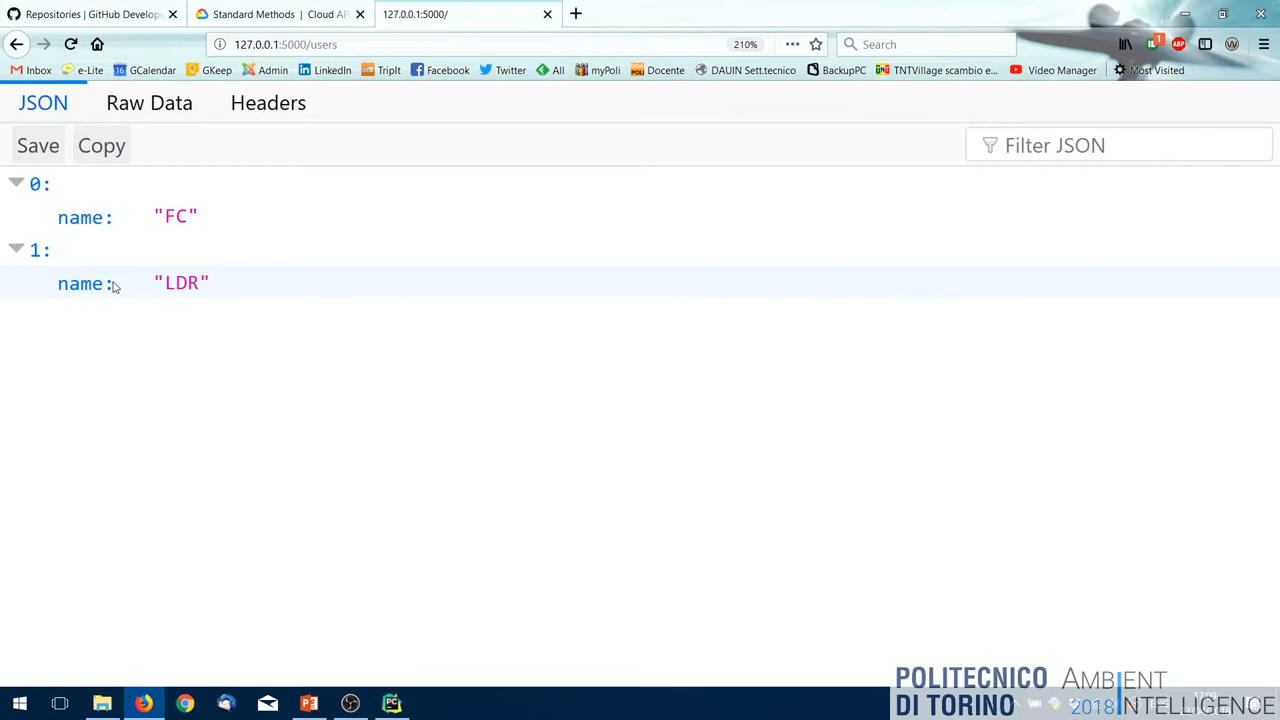 Repositories | GitHub Develop
Standard Methods | Cloud AP
127.0.0.1:5000/
127.0.0.1:5000/users
210%
Search
1
ABP
Inbox
e-Lite
16 GCalendar
GKeep
Admin
LinkedIn
TripIt
Facebook
Twitter
All
myPoli
Docente
DAUIN Sett.tecnico
BackupPC
TNTVillage scambio e...
Video Manager
Most Visited
JSON
Raw Data
Headers
Save
Copy
Filter JSON
0:
name: "FC"
1:
name: "LDR"
POLITECNICO
DI TORINO
AMBIENT
2018 INTELLIGENCE